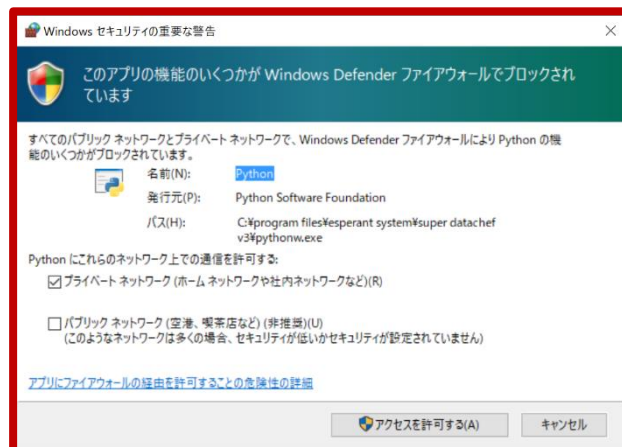 Windows セキュリティの重要な警告
このアプリの機能のいくつかが Windows Defender ファイアウォールでブロックされ
ています
すべてのパブリック ネットワークとプライベート ネットワークで、Windows Defender ファイアウォールにより Python の機
能のいくつかがブロックされています。
名前(N): Python
発行元(P): Python Software Foundation
パス(H): C:¥program files¥esperant system¥super datachef
v3¥pythonw.exe
Python にこれらのネットワーク上での通信を許可する:
プライベート ネットワーク (ホーム ネットワークや社内ネットワークなど)(R)
パブリック ネットワーク (空港、喫茶店など) (非推奨)(U)
(このようなネットワークは多くの場合、セキュリティが低いかセキュリティが設定されていません)
アプリにファイアウォールの経由を許可することの危険性の詳細
アクセスを許可する(A) キャンセル